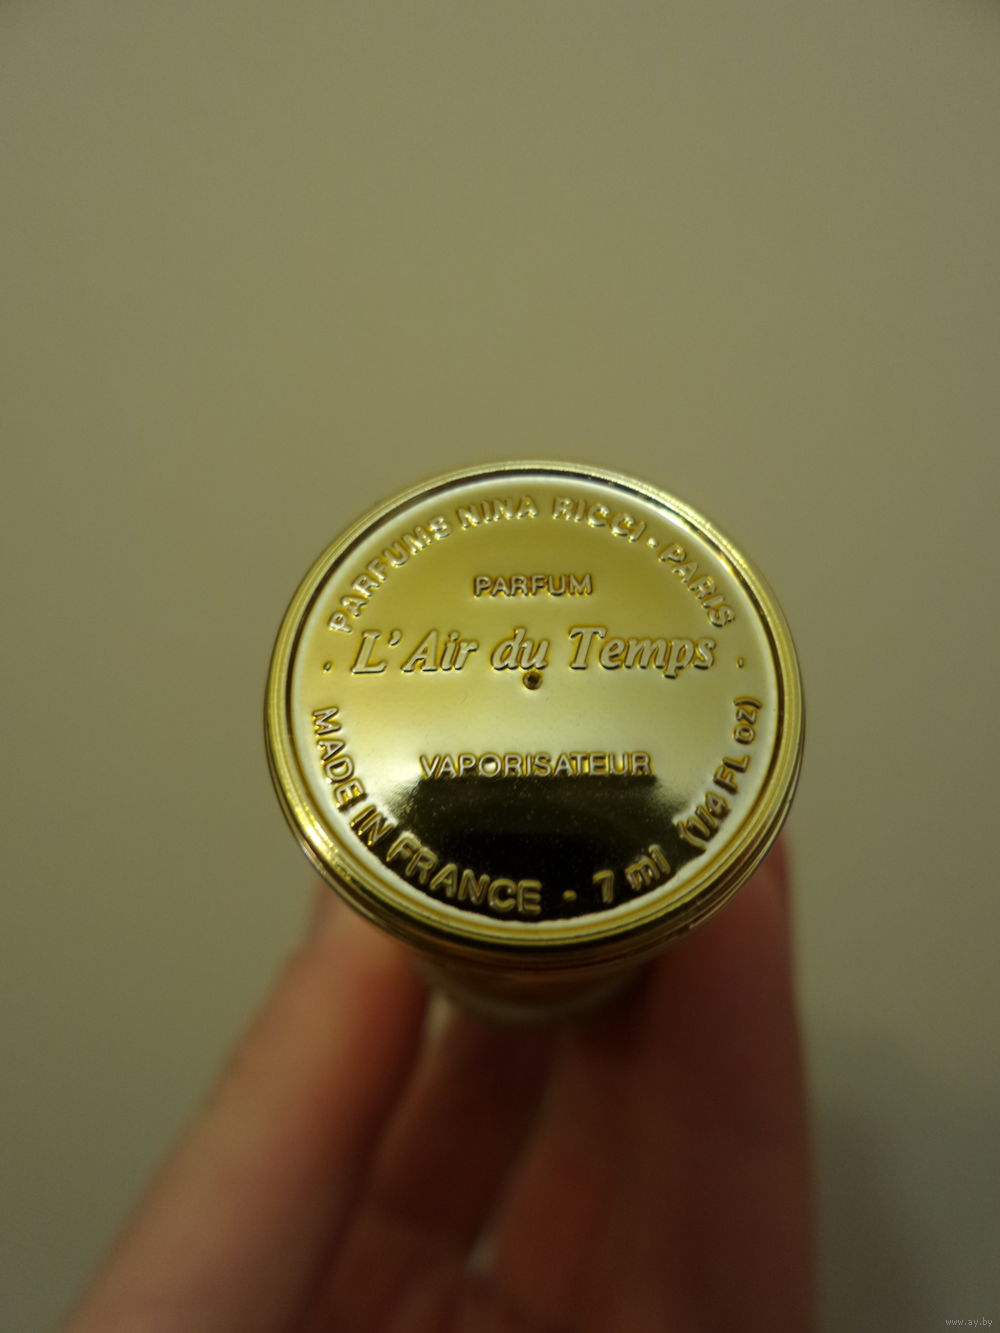 PARFUMS NINA RICCI · PARIS
PARFUM
· L'Air du Temps ·
VAPORISATEUR
MADE IN FRANCE · 7 ml (1/4 FL oz)
www.ay.by